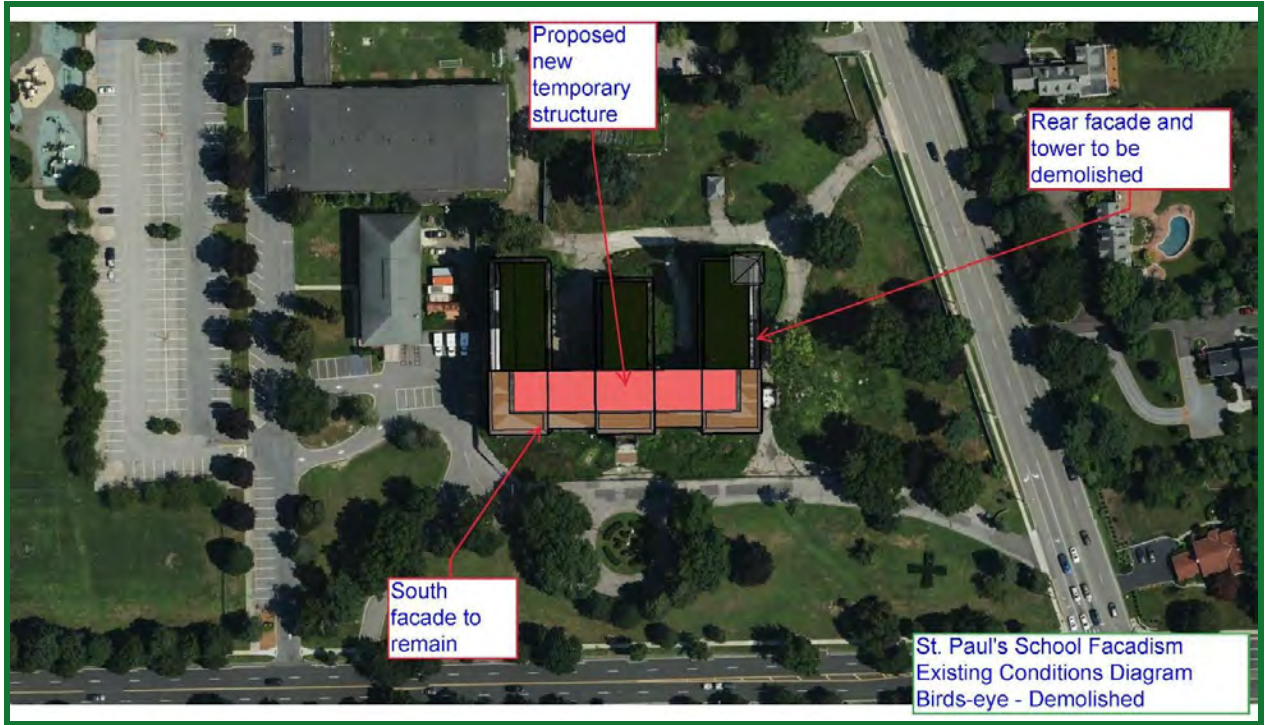 Proposed
new
temporary
structure
Rear facade and
tower to be
demolished
South
facade to
remain
St. Paul's School Facadism
Existing Conditions Diagram
Birds-eye - Demolished